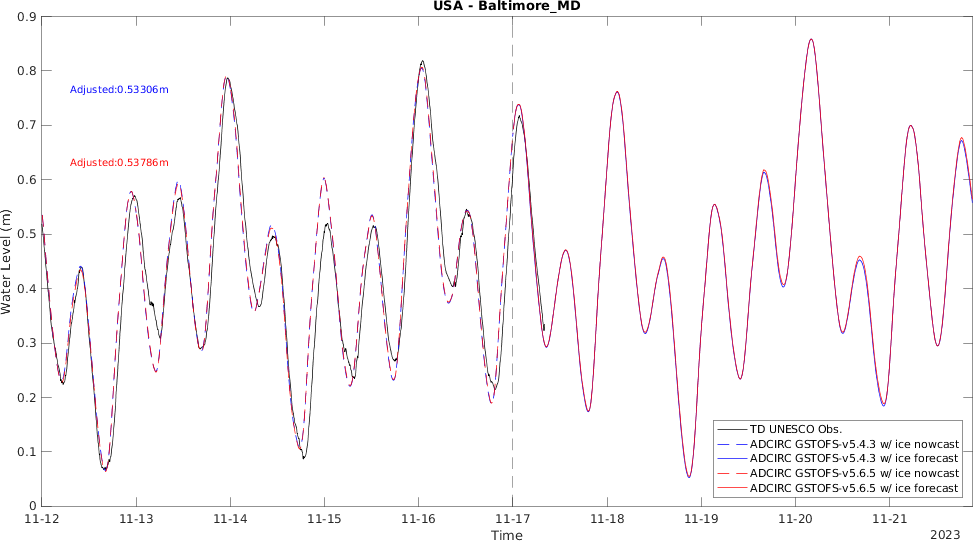 USA - Baltimore_MD
0.9
0.8
0.7
0.6
0.5
0.4
0.3
0.2
0.1
0
Water Level (m)
Adjusted:0.53306m
Adjusted:0.53786m
TD UNESCO Obs.
ADCIRC GSTOFS-v5.4.3 w/ ice nowcast
ADCIRC GSTOFS-v5.4.3 w/ ice forecast
ADCIRC GSTOFS-v5.6.5 w/ ice nowcast
ADCIRC GSTOFS-v5.6.5 w/ ice forecast
11-12 11-13 11-14 11-15 11-16 11-17 11-18 11-19 11-20 11-21
Time
2023